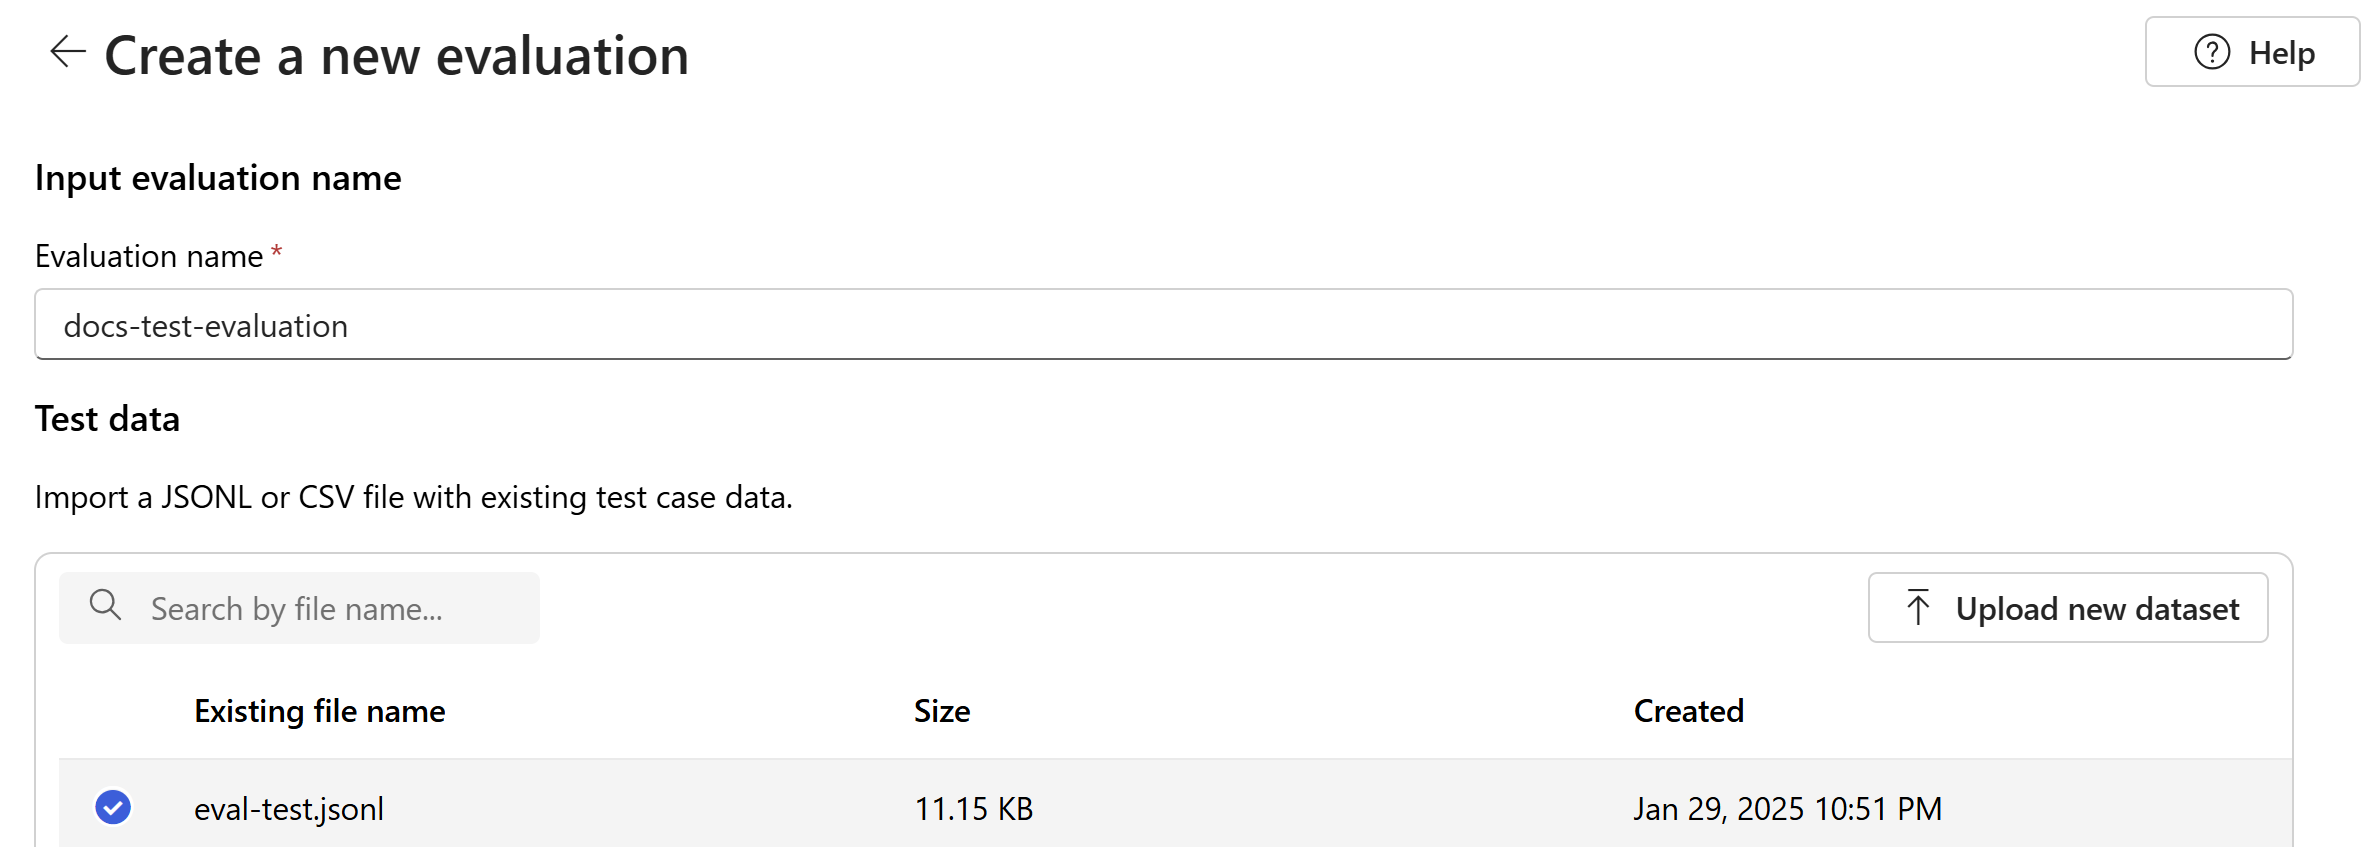 Create a new evaluation
Help
Input evaluation name
Evaluation name *
docs-test-evaluation
Test data
Import a JSONL or CSV file with existing test case data.
Search by file name...
Upload new dataset
Existing file name Size Created
eval-test.jsonl 11.15 KB Jan 29, 2025 10:51 PM